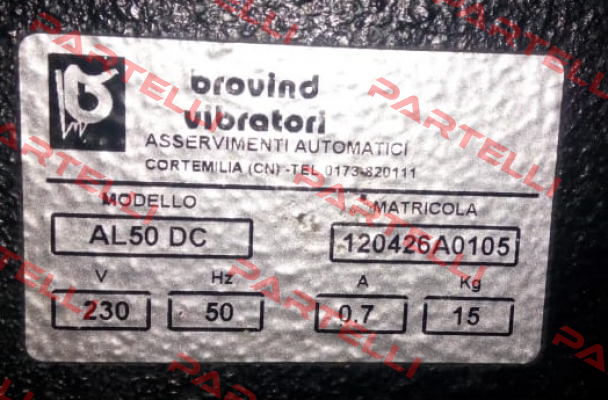 brovind
vibratori
ASSERVIMENTI AUTOMATICI
CORTEMILIA (CN) -TEL 0173-820111
MODELLO MATRICOLA
AL50 DC 120426A0105
V Hz A Kg
230 50 0.7 15
PARTELLI
PARTELLI
PARTELLI
PARTELLI
PARTELLI
PARTELLI